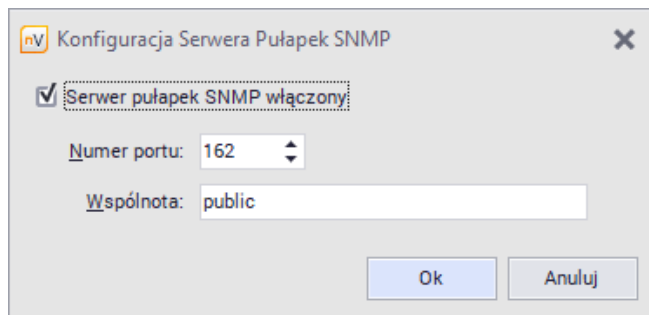 nV Konfiguracja Serwera Pułapek SNMP
Serwer pułapek SNMP włączony
Numer portu: 162
Wspólnota: public
Ok Anuluj